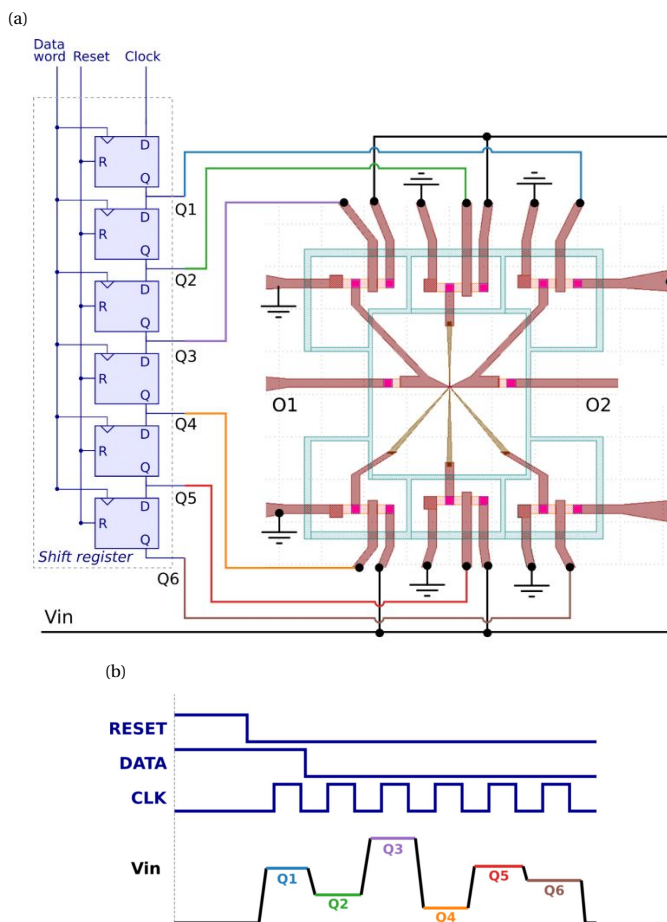 (a)
Data
word
Reset
Clock
D
R
Q
Q1
D
R
Q
Q2
D
R
Q
Q3
D
R
Q
Q4
D
R
Q
Q5
D
R
Q
Shift register
Q6
O1
O2
Vin
(b)
RESET
DATA
CLK
Vin
Q1
Q2
Q3
Q4
Q5
Q6